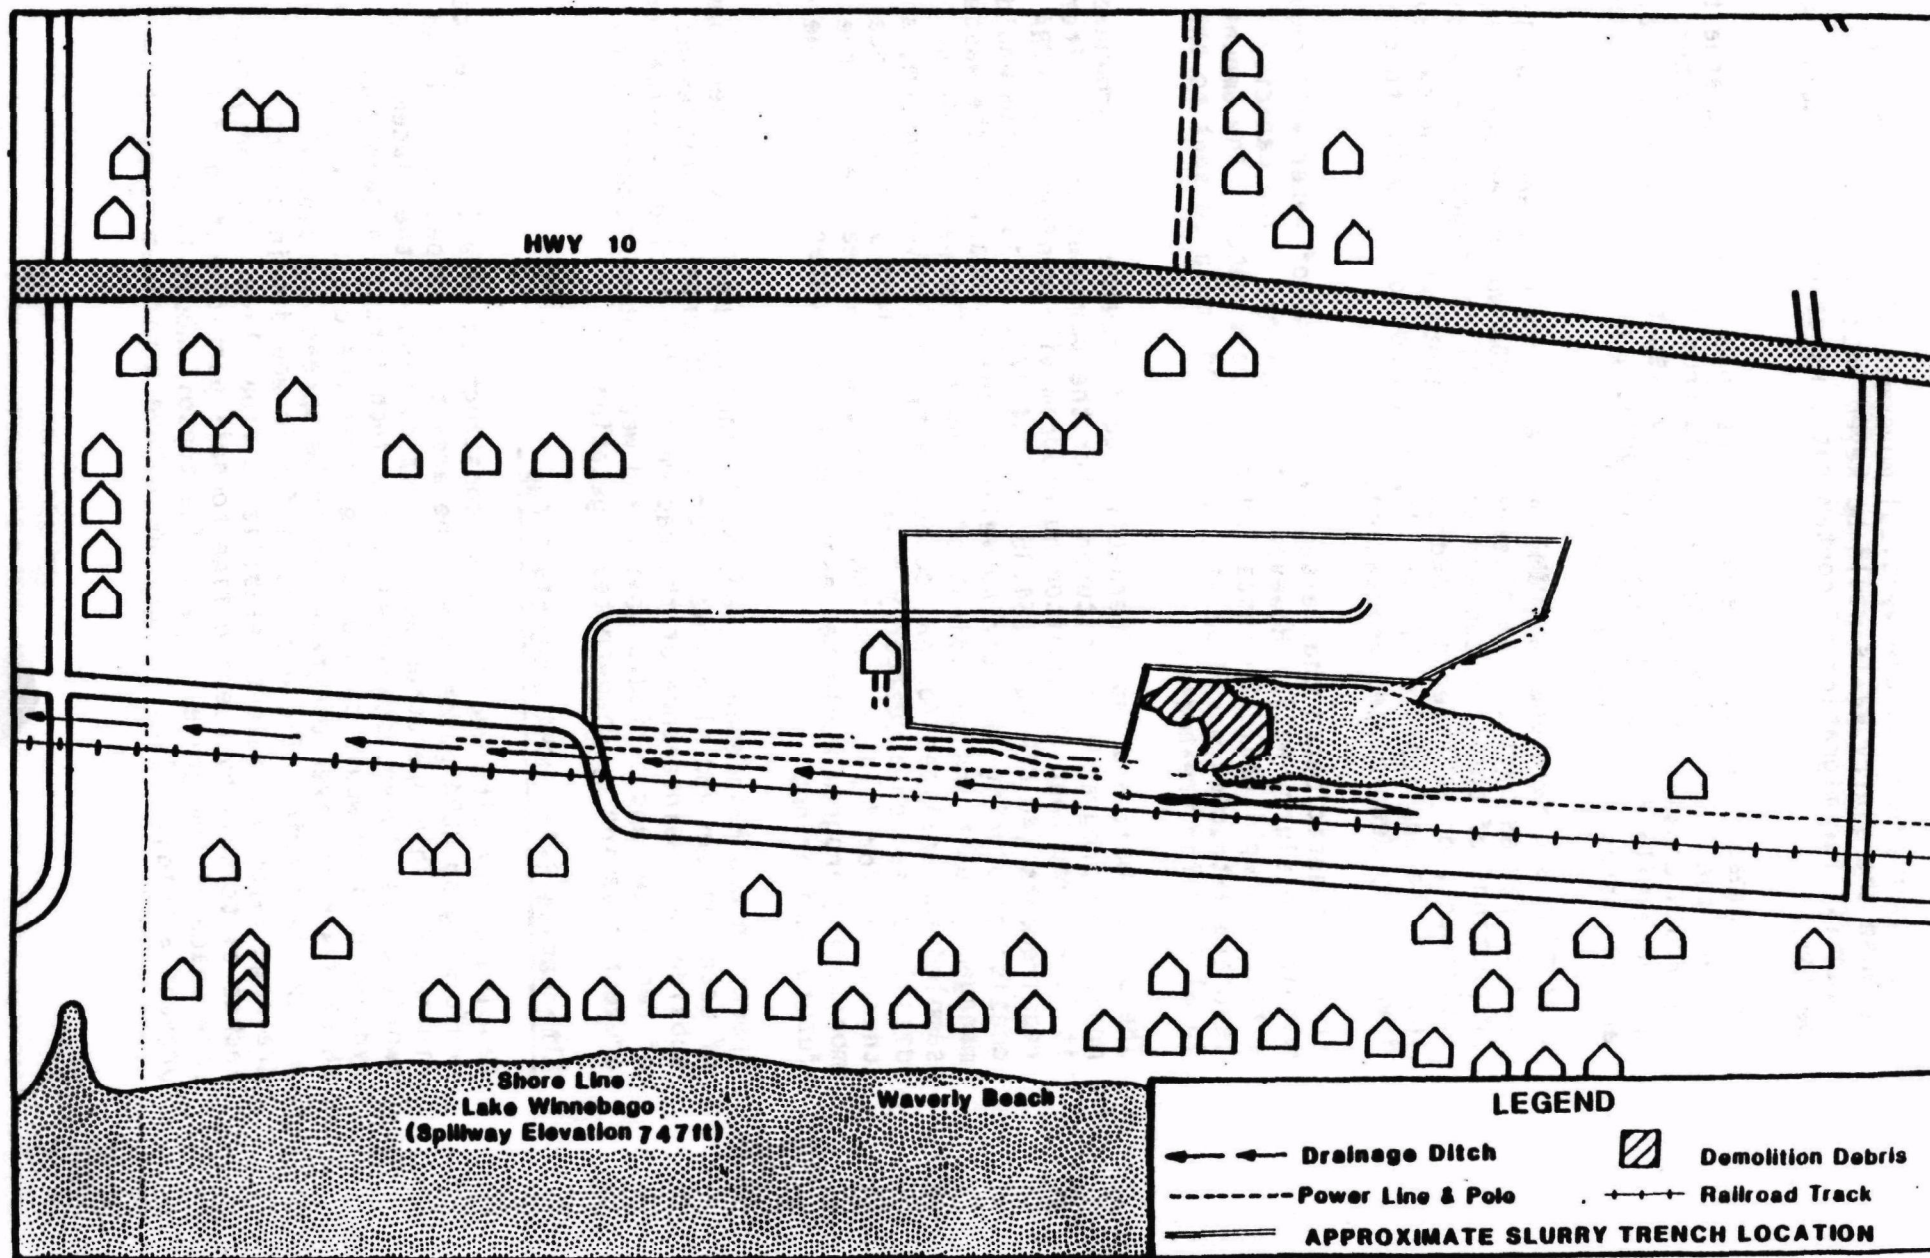 HWY 10
Shore Line
Lake Winnebago
(Spillway Elevation 747ft)
Waverly Beach
LEGEND
Drainage Ditch
Demolition Debris
Power Line & Pole
Railroad Track
APPROXIMATE SLURRY TRENCH LOCATION